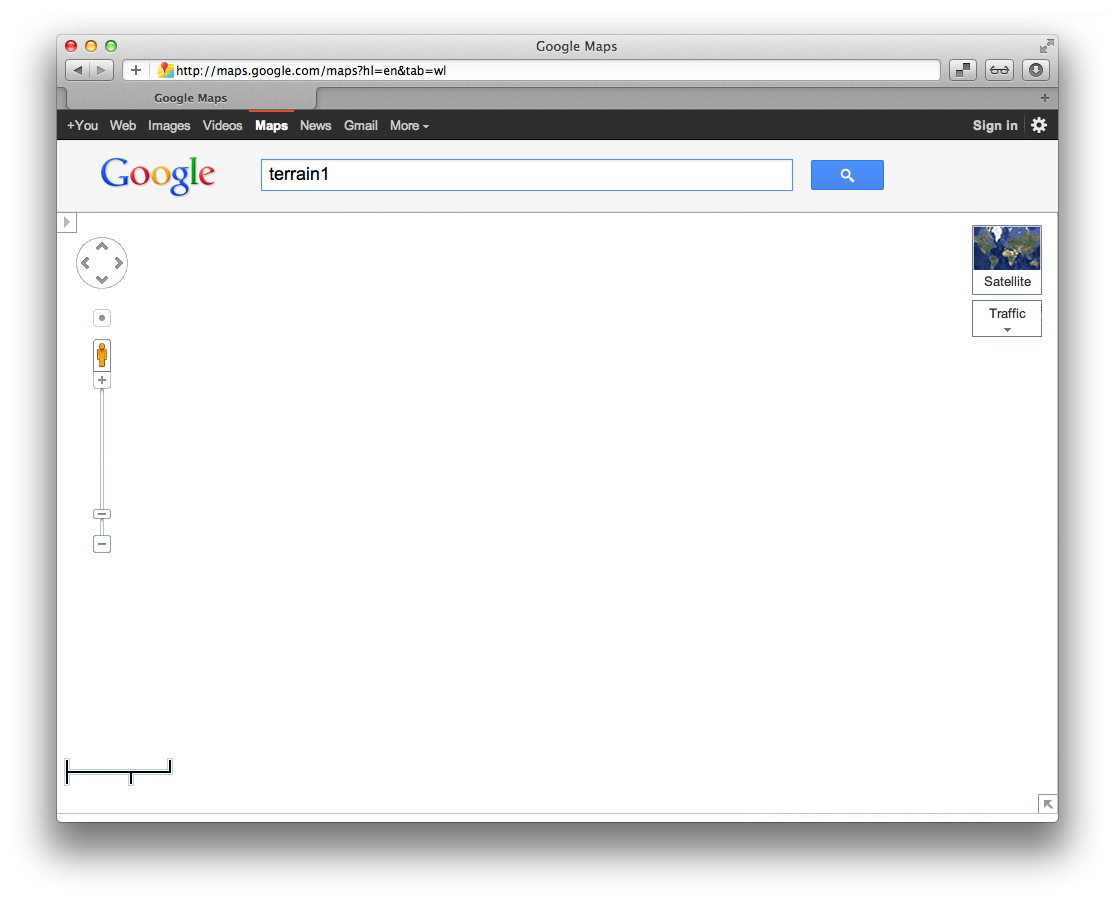 Google Maps
http://maps.google.com/maps?hl=en&tab=wl
Google Maps
+You Web Images Videos Maps News Gmail More Sign in
Google terrain1
Satellite
Traffic